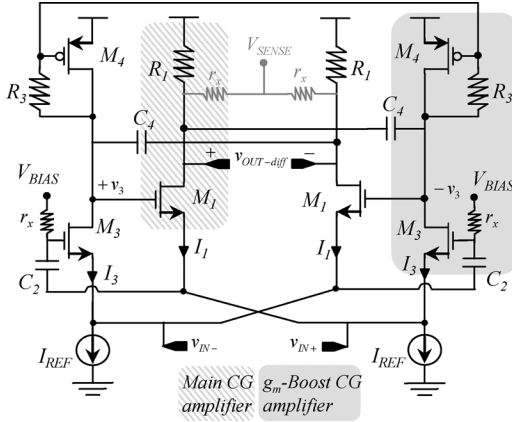 M4
R1
VSENSE
rx
rx
R1
M4
R3
C4
C4
R3
VBIAS
+ v3
+
vOUT−diff
−
− v3
VBIAS
rx
M3
M1
M1
M3
rx
C2
I3
I1
I1
I3
C2
IREF
vIN−
vIN+
IREF
Main CG
amplifier
gm-Boost CG
amplifier